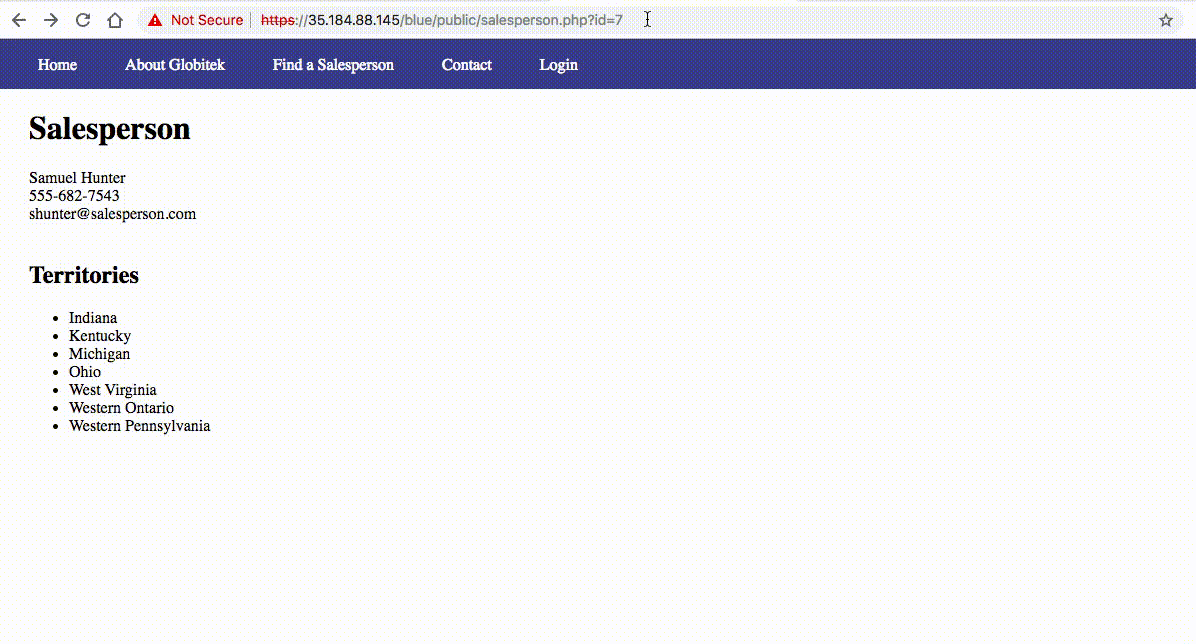 Not Secure https://35.184.88.145/blue/public/salesperson.php?id=7
Home About Globitek Find a Salesperson Contact Login
Salesperson
Samuel Hunter
555-682-7543
shunter@salesperson.com
Territories
• Indiana
• Kentucky
• Michigan
• Ohio
• West Virginia
• Western Ontario
• Western Pennsylvania